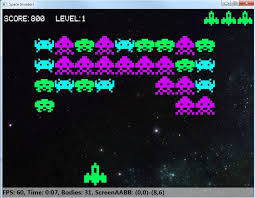 Space Invaders
SCORE:800 LEVEL:1
FPS: 60, Time: 0:07, Bodies: 31, ScreenAABB: (0,0)-(8,6)